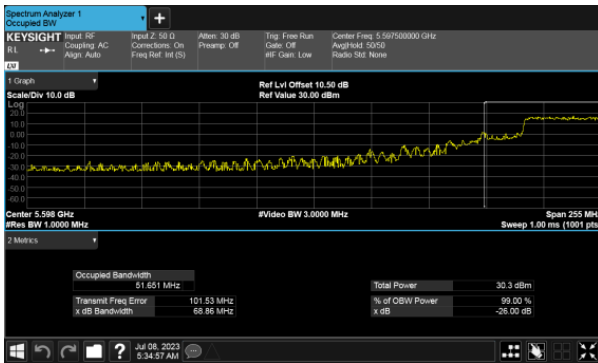 Spectrum Analyzer 1
Occupied BW
+
KEYSIGHT Input: RF Input Z: 50 Ω Atten: 30 dB Trig: Free Run Center Freq: 5.597500000 GHz
RL Coupling: AC Corrections: On Preamp: Off Gate: Off Avg|Hold: 50/50
Align: Auto Freq Ref: Int (S) #IF Gain: Low Radio Std: None
1 Graph
Ref Lvl Offset 10.50 dB
Scale/Div 10.0 dB Ref Value 30.00 dBm
Log
20.0
10.0
0.00
-10.0
-20.0
-30.0
-40.0
-50.0
-60.0
Center 5.598 GHz #Video BW 3.0000 MHz Span 255 MHz
#Res BW 1.0000 MHz Sweep 1.00 ms (1001 pts
2 Metrics
Occupied Bandwidth
51.651 MHz Total Power 30.3 dBm
Transmit Freq Error 101.53 MHz % of OBW Power 99.00 %
x dB Bandwidth 68.86 MHz x dB -26.00 dB
? Jul 08, 2023
5:34:57 AM